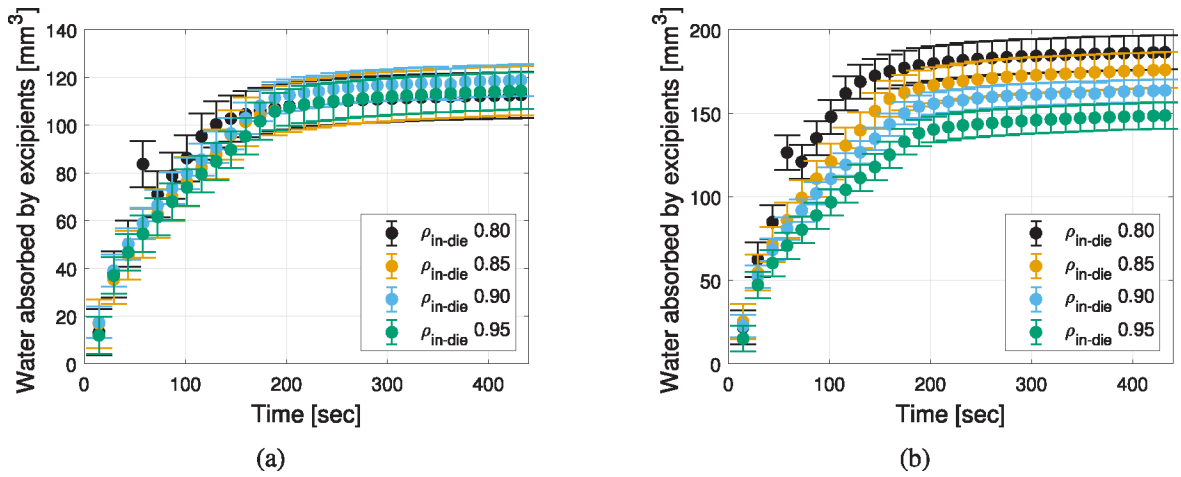 Water absorbed by excipients [mm³]
140
120
100
80
60
40
20
0
0 100 200 300 400
Time [sec]
ρin-die 0.80
ρin-die 0.85
ρin-die 0.90
ρin-die 0.95
(a)
Water absorbed by excipients [mm³]
200
150
100
50
0
0 100 200 300 400
Time [sec]
ρin-die 0.80
ρin-die 0.85
ρin-die 0.90
ρin-die 0.95
(b)